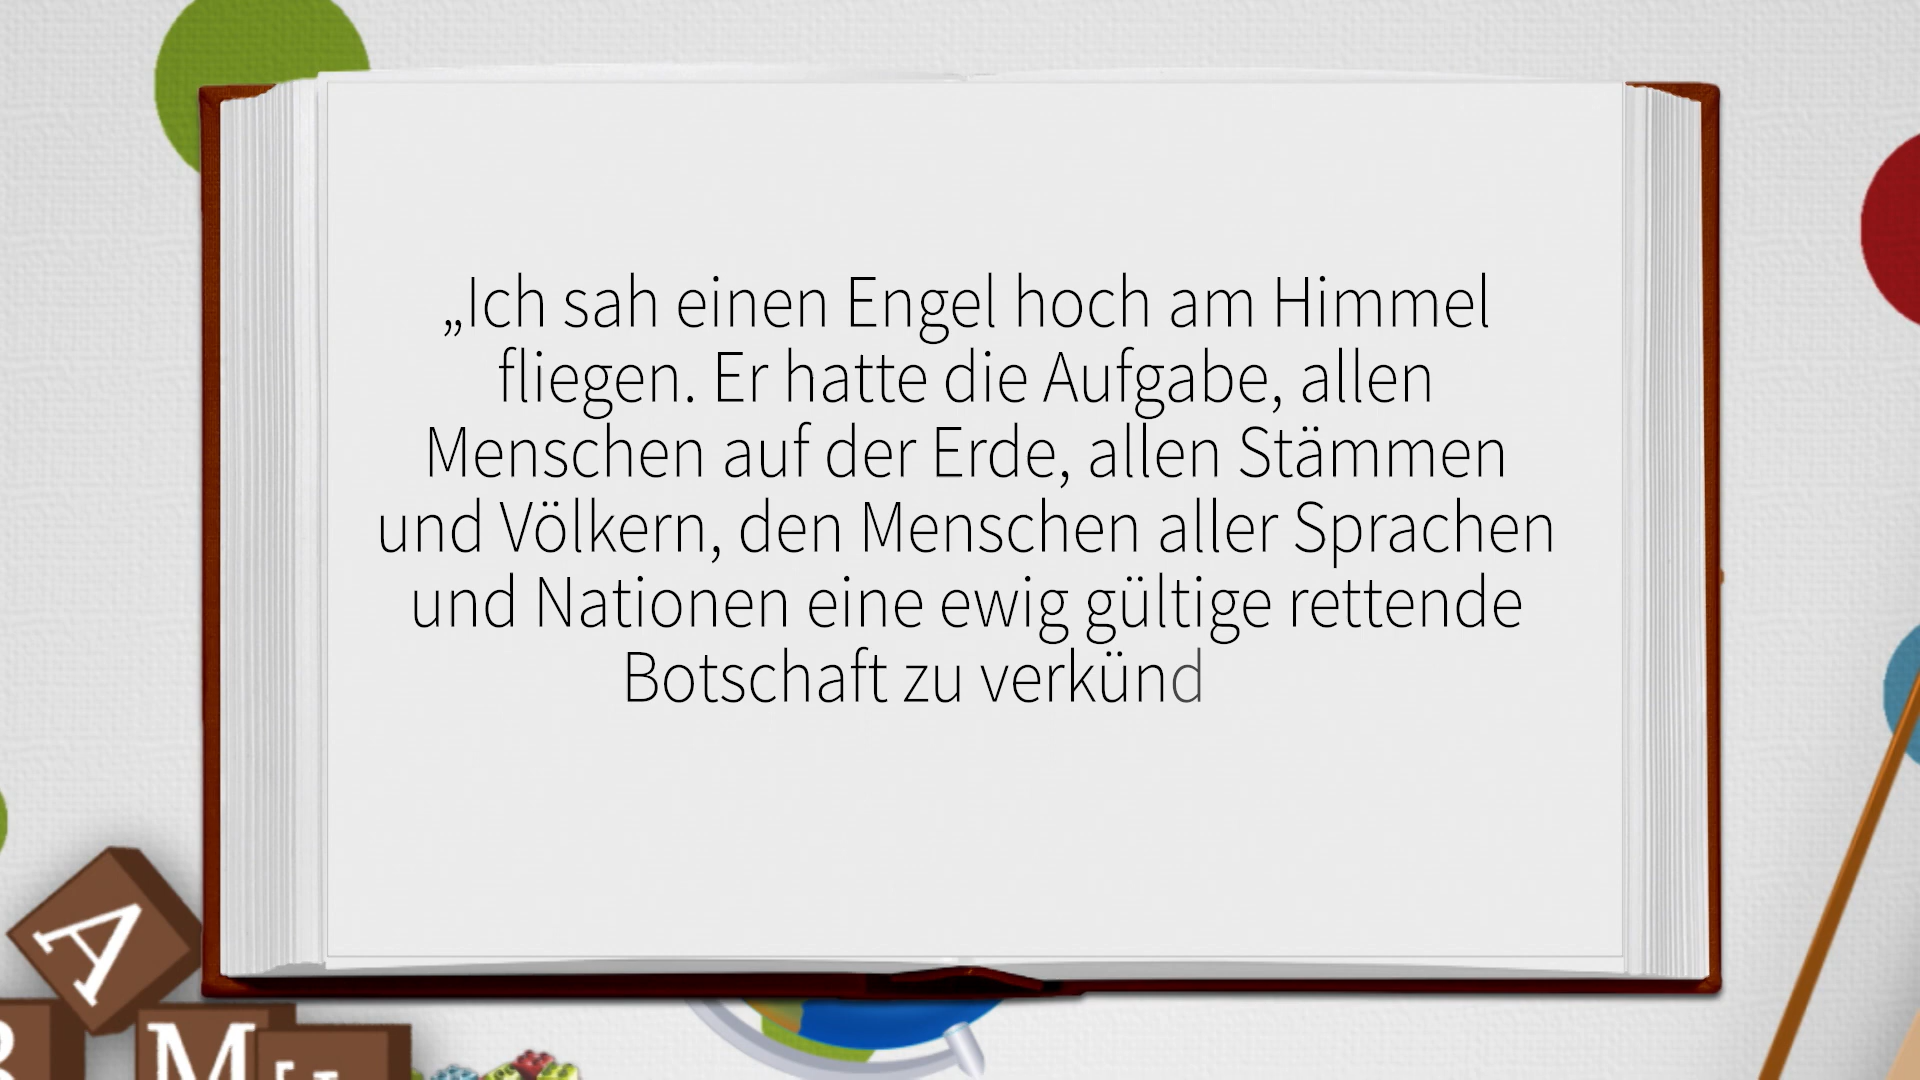 „Ich sah einen Engel hoch am Himmel
fliegen. Er hatte die Aufgabe, allen
Menschen auf der Erde, allen Stämmen
und Völkern, den Menschen aller Sprachen
und Nationen eine ewig gültige rettende
Botschaft zu verkünd
A
M